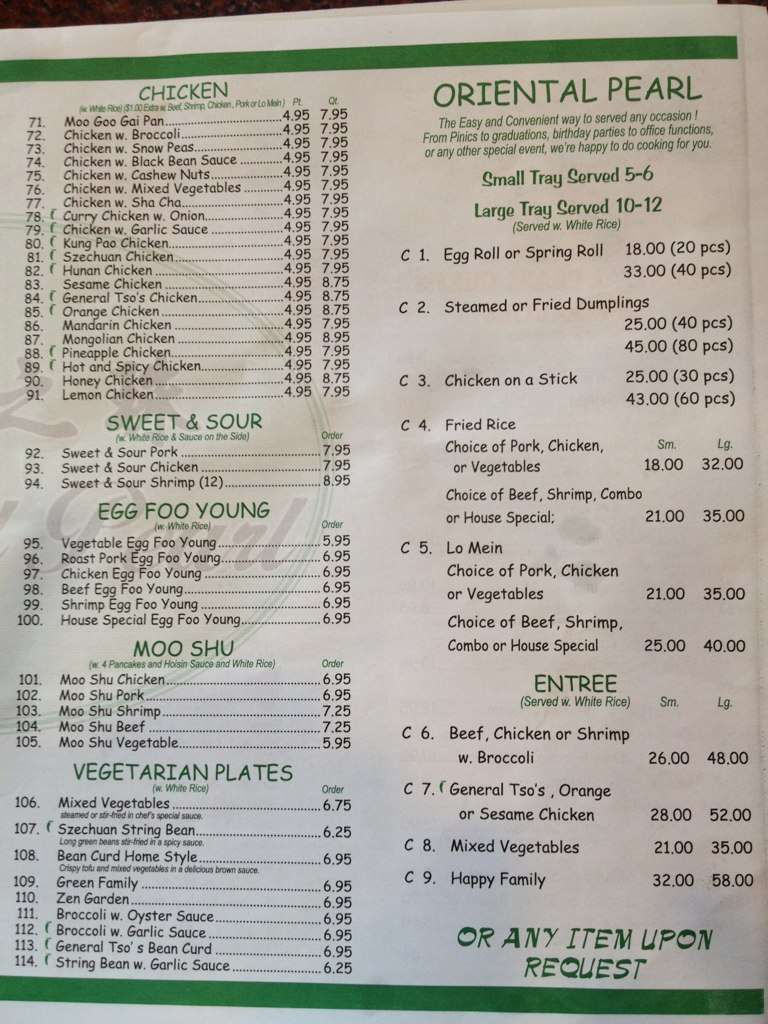 CHICKEN
(w. White Rice) ($1.00 Extra w. Beef, Shrimp, Chicken, Pork or Lo Mein) Pt. Qt.
71. Moo Goo Gai Pan 4.95 7.95
72. Chicken w. Broccoli 4.95 7.95
73. Chicken w. Snow Peas 4.95 7.95
74. Chicken w. Black Bean Sauce 4.95 7.95
75. Chicken w. Cashew Nuts 4.95 7.95
76. Chicken w. Mixed Vegetables 4.95 7.95
77. Chicken w. Sha Cha 4.95 7.95
78. Curry Chicken w. Onion 4.95 7.95
79. Chicken w. Garlic Sauce 4.95 7.95
80. Kung Pao Chicken 4.95 7.95
81. Szechuan Chicken 4.95 7.95
82. Hunan Chicken 4.95 7.95
83. Sesame Chicken 4.95 8.75
84. General Tso's Chicken 4.95 8.75
85. Orange Chicken 4.95 8.75
86. Mandarin Chicken 4.95 7.95
87. Mongolian Chicken 4.95 8.95
88. Pineapple Chicken 4.95 7.95
89. Hot and Spicy Chicken 4.95 7.95
90. Honey Chicken 4.95 8.75
91. Lemon Chicken 4.95 7.95
SWEET & SOUR
(w. White Rice & Sauce on the Side) Order
92. Sweet & Sour Pork 7.95
93. Sweet & Sour Chicken 7.95
94. Sweet & Sour Shrimp (12) 8.95
EGG FOO YOUNG
(w. White Rice) Order
95. Vegetable Egg Foo Young 5.95
96. Roast Pork Egg Foo Young 6.95
97. Chicken Egg Foo Young 6.95
98. Beef Egg Foo Young 6.95
99. Shrimp Egg Foo Young 6.95
100. House Special Egg Foo Young 6.95
MOO SHU
(w. 4 Pancakes and Hoisin Sauce and White Rice) Order
101. Moo Shu Chicken 6.95
102. Moo Shu Pork 6.95
103. Moo Shu Shrimp 7.25
104. Moo Shu Beef 7.25
105. Moo Shu Vegetable 5.95
VEGETARIAN PLATES
(w. White Rice) Order
106. Mixed Vegetables 6.75
steamed or stir-fried in chef's special sauce.
107. Szechuan String Bean 6.25
Long green beans stir-fried in a spicy sauce.
108. Bean Curd Home Style 6.95
Crispy tofu and mixed vegetables in a delicious brown sauce.
109. Green Family 6.95
110. Zen Garden 6.95
111. Broccoli w. Oyster Sauce 6.95
112. Broccoli w. Garlic Sauce 6.95
113. General Tso' s Bean Curd 6.95
114. String Bean w. Garlic Sauce 6.25
ORIENTAL PEARL
The Easy and Convenient way to served any occasion !
From Pinics to graduations, birthday parties to office functions,
or any other special event, we're happy to do cooking for you.
Small Tray Served 5-6
Large Tray Served 10-12
(Served w. White Rice)
C 1. Egg Roll or Spring Roll 18.00 (20 pcs)
33.00 (40 pcs)
C 2. Steamed or Fried Dumplings
25.00 (40 pcs)
45.00 (80 pcs)
C 3. Chicken on a Stick 25.00 (30 pcs)
43.00 (60 pcs)
C 4. Fried Rice
Choice of Pork, Chicken, Sm. Lg.
or Vegetables 18.00 32.00
Choice of Beef, Shrimp, Combo
or House Special; 21.00 35.00
C 5. Lo Mein
Choice of Pork, Chicken
or Vegetables 21.00 35.00
Choice of Beef, Shrimp,
Combo or House Special 25.00 40.00
ENTREE
(Served w. White Rice) Sm. Lg.
C 6. Beef, Chicken or Shrimp
w. Broccoli 26.00 48.00
C 7. General Tso's , Orange
or Sesame Chicken 28.00 52.00
C 8. Mixed Vegetables 21.00 35.00
C 9. Happy Family 32.00 58.00
OR ANY ITEM UPON
REQUEST